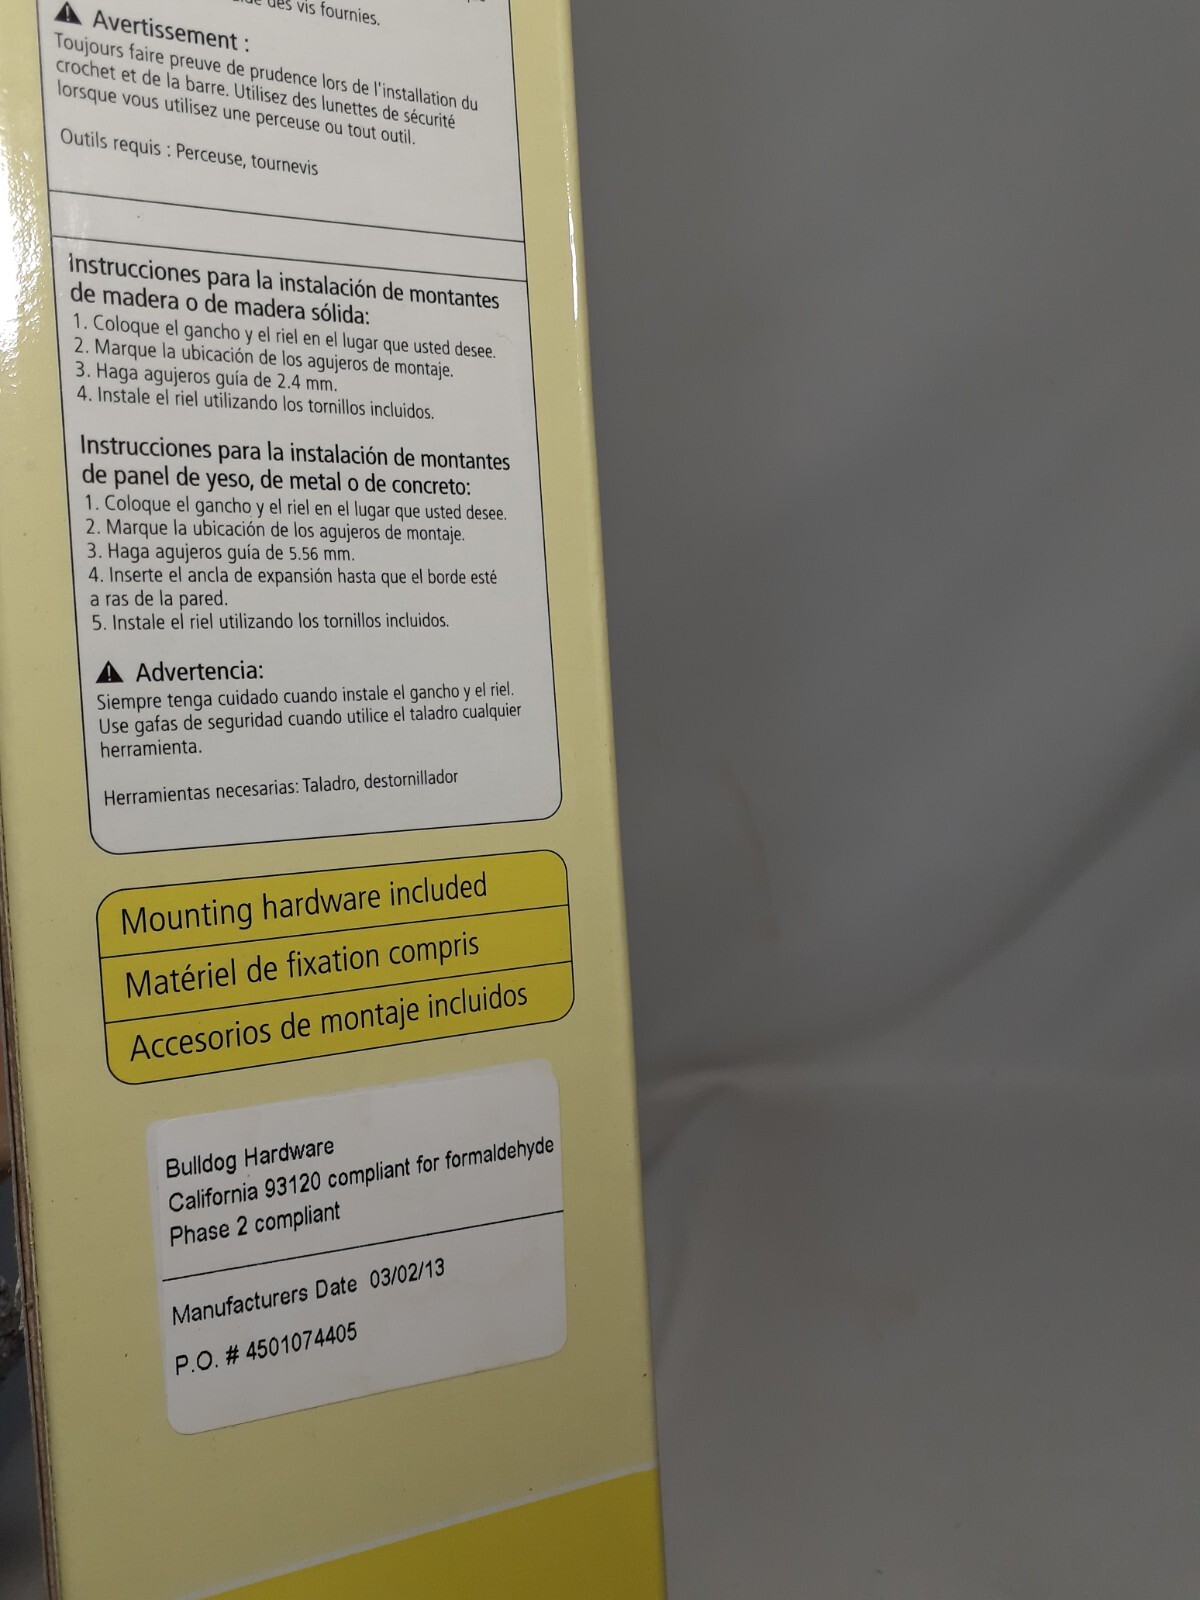 des vis fournies.
Avertissement :
Toujours faire preuve de prudence lors de l'installation du
crochet et de la barre. Utilisez des lunettes de sécurité
lorsque vous utilisez une perceuse ou tout outil.
Outils requis : Perceuse, tournevis
Instrucciones para la instalación de montantes
de madera o de madera sólida:
1. Coloque el gancho y el riel en el lugar que usted desee.
2. Marque la ubicación de los agujeros de montaje.
3. Haga agujeros guía de 2.4 mm.
4. Instale el riel utilizando los tornillos incluidos.
Instrucciones para la instalación de montantes
de panel de yeso, de metal o de concreto:
1. Coloque el gancho y el riel en el lugar que usted desee.
2. Marque la ubicación de los agujeros de montaje.
3. Haga agujeros guía de 5.56 mm.
4. Inserte el ancla de expansión hasta que el borde esté
a ras de la pared.
5. Instale el riel utilizando los tornillos incluidos.
Advertencia:
Siempre tenga cuidado cuando instale el gancho y el riel.
Use gafas de seguridad cuando utilice el taladro cualquier
herramienta.
Herramientas necesarias: Taladro, destornillador
Mounting hardware included
Matériel de fixation compris
Accesorios de montaje incluidos
Bulldog Hardware
California 93120 compliant for formaldehyde
Phase 2 compliant
Manufacturers Date 03/02/13
P.O. # 4501074405